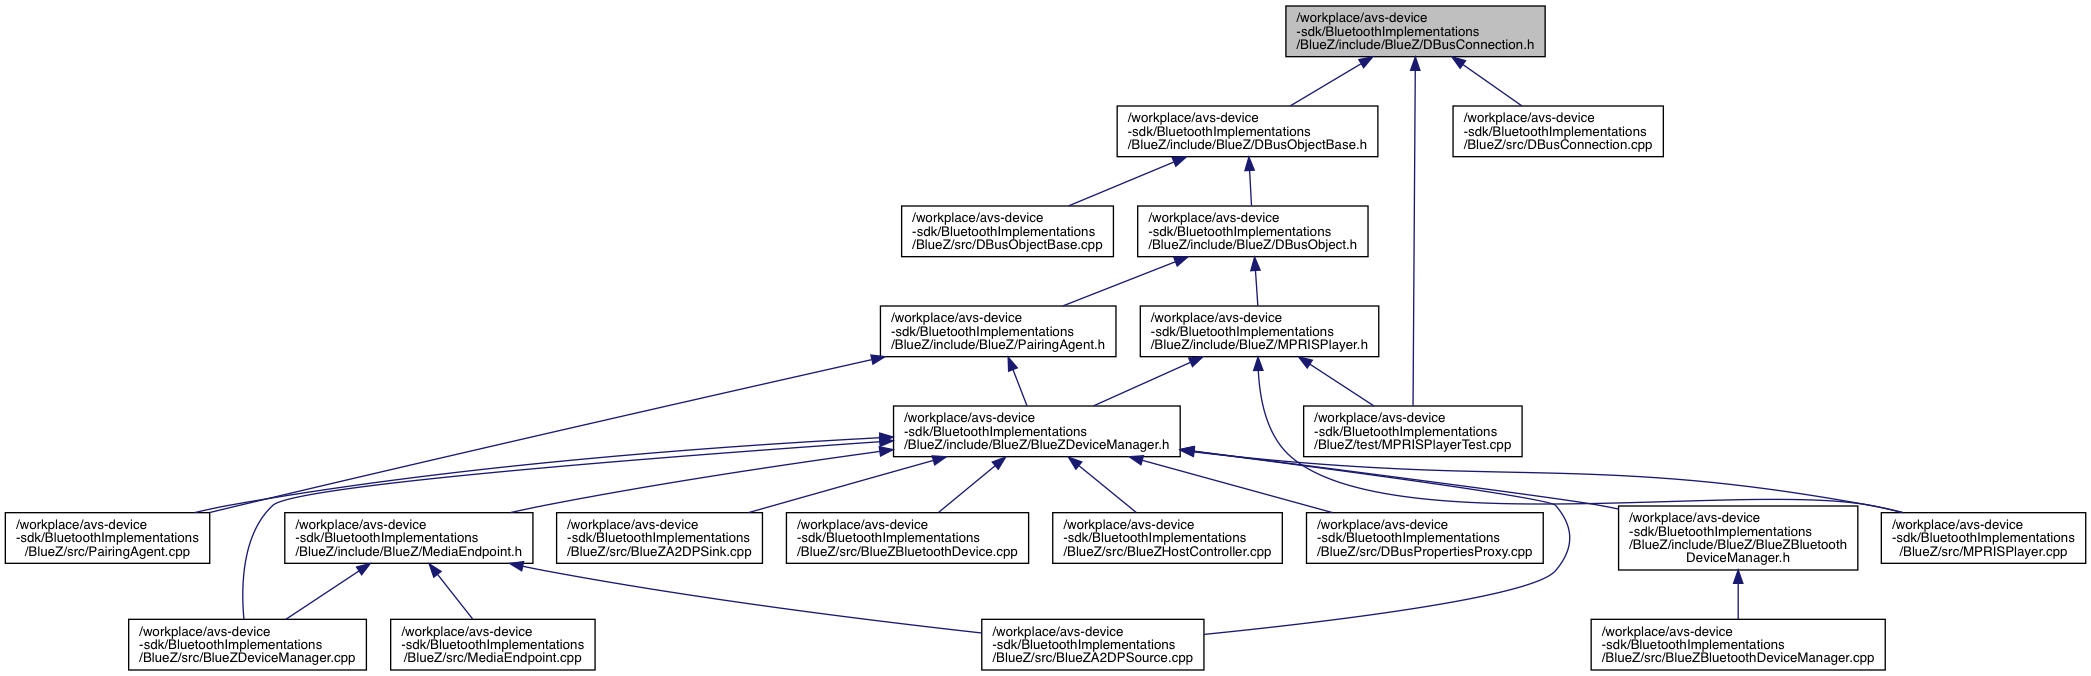 /workplace/avs-device
-sdk/BluetoothImplementations
/BlueZ/include/BlueZ/DBusConnection.h
/workplace/avs-device
-sdk/BluetoothImplementations
/BlueZ/include/BlueZ/DBusObjectBase.h
/workplace/avs-device
-sdk/BluetoothImplementations
/BlueZ/src/DBusConnection.cpp
/workplace/avs-device
-sdk/BluetoothImplementations
/BlueZ/src/DBusObjectBase.cpp
/workplace/avs-device
-sdk/BluetoothImplementations
/BlueZ/include/BlueZ/DBusObject.h
/workplace/avs-device
-sdk/BluetoothImplementations
/BlueZ/include/BlueZ/PairingAgent.h
/workplace/avs-device
-sdk/BluetoothImplementations
/BlueZ/include/BlueZ/MPRISPlayer.h
/workplace/avs-device
-sdk/BluetoothImplementations
/BlueZ/include/BlueZ/BlueZDeviceManager.h
/workplace/avs-device
-sdk/BluetoothImplementations
/BlueZ/test/MPRISPlayerTest.cpp
/workplace/avs-device
-sdk/BluetoothImplementations
/BlueZ/src/PairingAgent.cpp
/workplace/avs-device
-sdk/BluetoothImplementations
/BlueZ/include/BlueZ/MediaEndpoint.h
/workplace/avs-device
-sdk/BluetoothImplementations
/BlueZ/src/BlueZA2DPSink.cpp
/workplace/avs-device
-sdk/BluetoothImplementations
/BlueZ/src/BlueZBluetoothDevice.cpp
/workplace/avs-device
-sdk/BluetoothImplementations
/BlueZ/src/BlueZHostController.cpp
/workplace/avs-device
-sdk/BluetoothImplementations
/BlueZ/src/DBusPropertiesProxy.cpp
/workplace/avs-device
-sdk/BluetoothImplementations
/BlueZ/include/BlueZ/BlueZBluetooth
DeviceManager.h
/workplace/avs-device
-sdk/BluetoothImplementations
/BlueZ/src/MPRISPlayer.cpp
/workplace/avs-device
-sdk/BluetoothImplementations
/BlueZ/src/BlueZDeviceManager.cpp
/workplace/avs-device
-sdk/BluetoothImplementations
/BlueZ/src/MediaEndpoint.cpp
/workplace/avs-device
-sdk/BluetoothImplementations
/BlueZ/src/BlueZA2DPSource.cpp
/workplace/avs-device
-sdk/BluetoothImplementations
/BlueZ/src/BlueZBluetoothDeviceManager.cpp